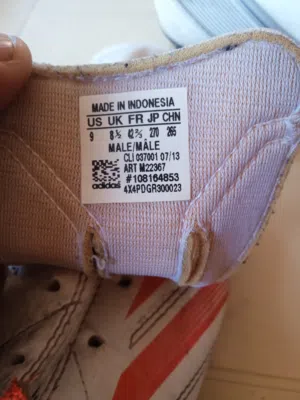 MADE IN INDONESIA
US UK FR JP CHN
9 8½ 42⅔ 270 265
MALE/MÂLE
CLI 037001 07/13
ART M22367
#108164853
adidas 4X4PDGR300023